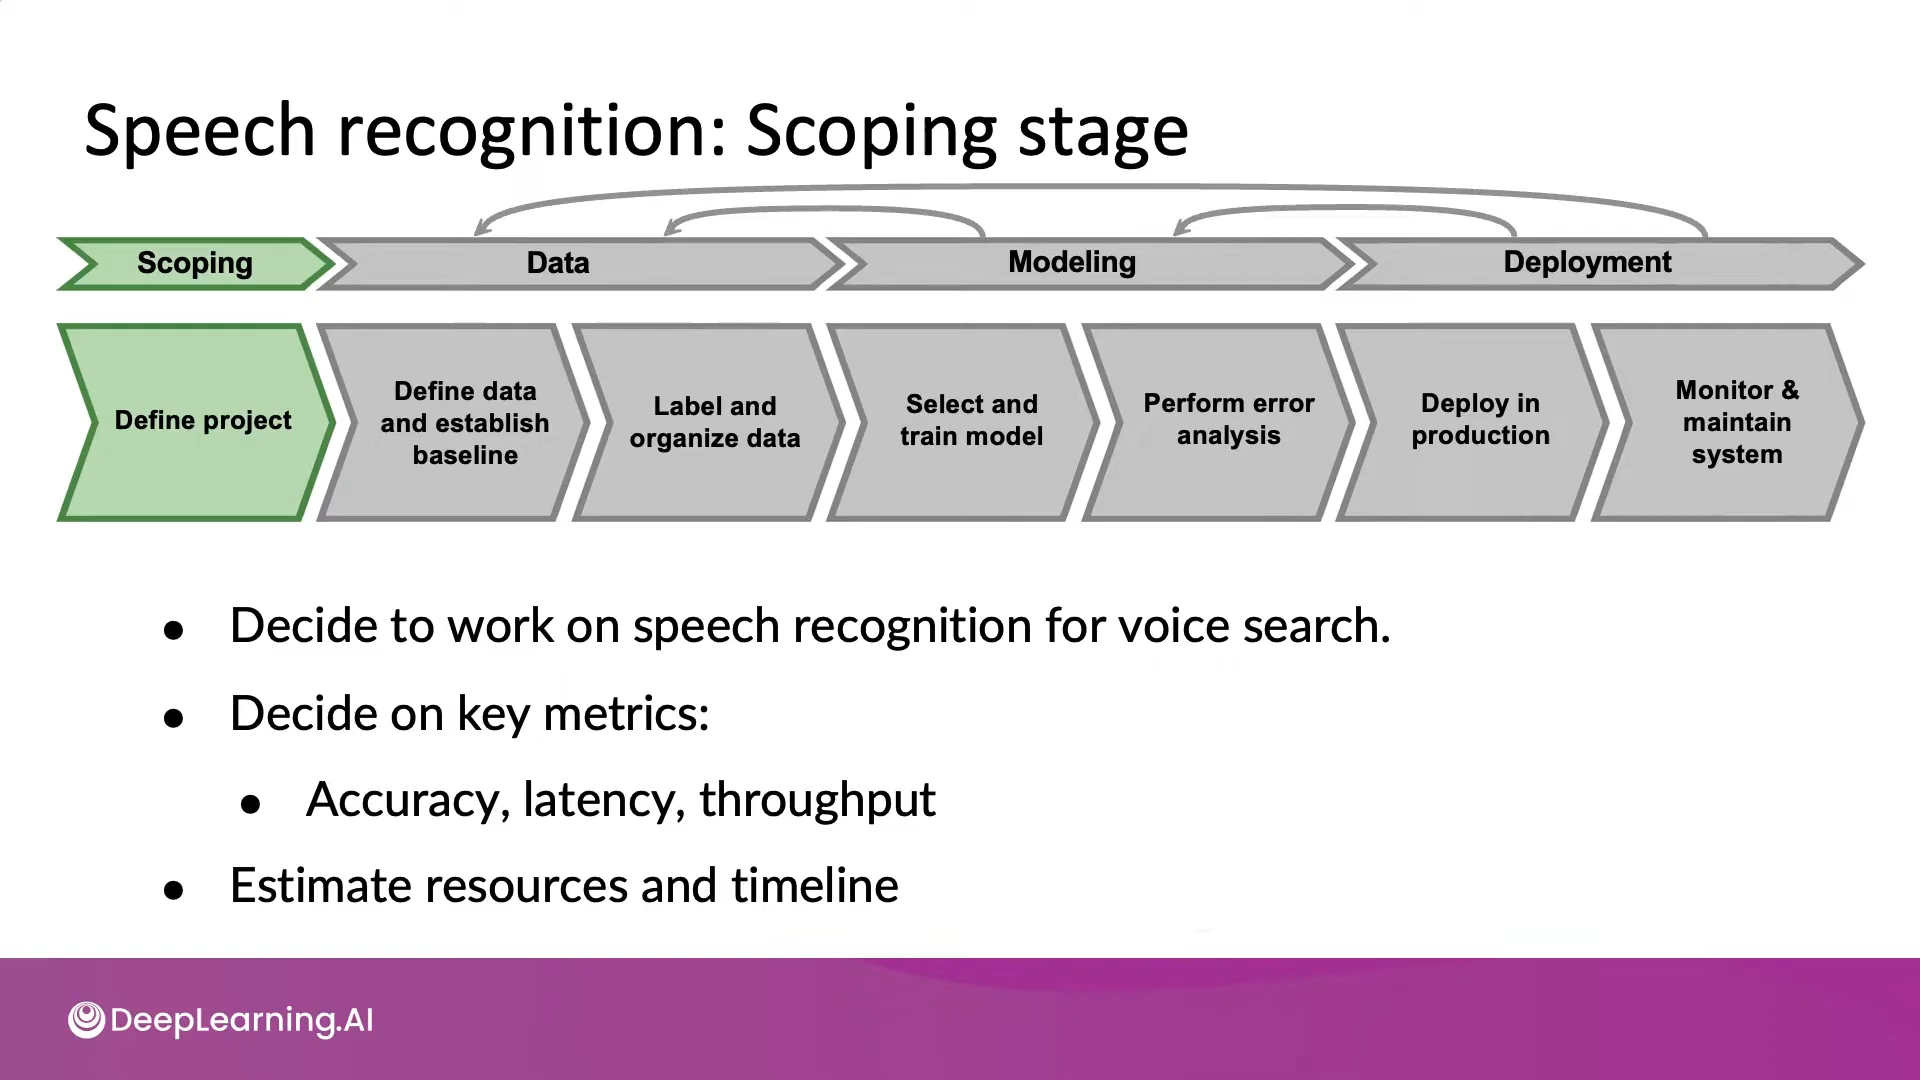 Speech recognition: Scoping stage
Scoping
Data
Modeling
Deployment
Define project
Define data
and establish
baseline
Label and
organize data
Select and
train model
Perform error
analysis
Deploy in
production
Monitor &
maintain
system
● Decide to work on speech recognition for voice search.
● Decide on key metrics:
● Accuracy, latency, throughput
● Estimate resources and timeline
DeepLearning.AI